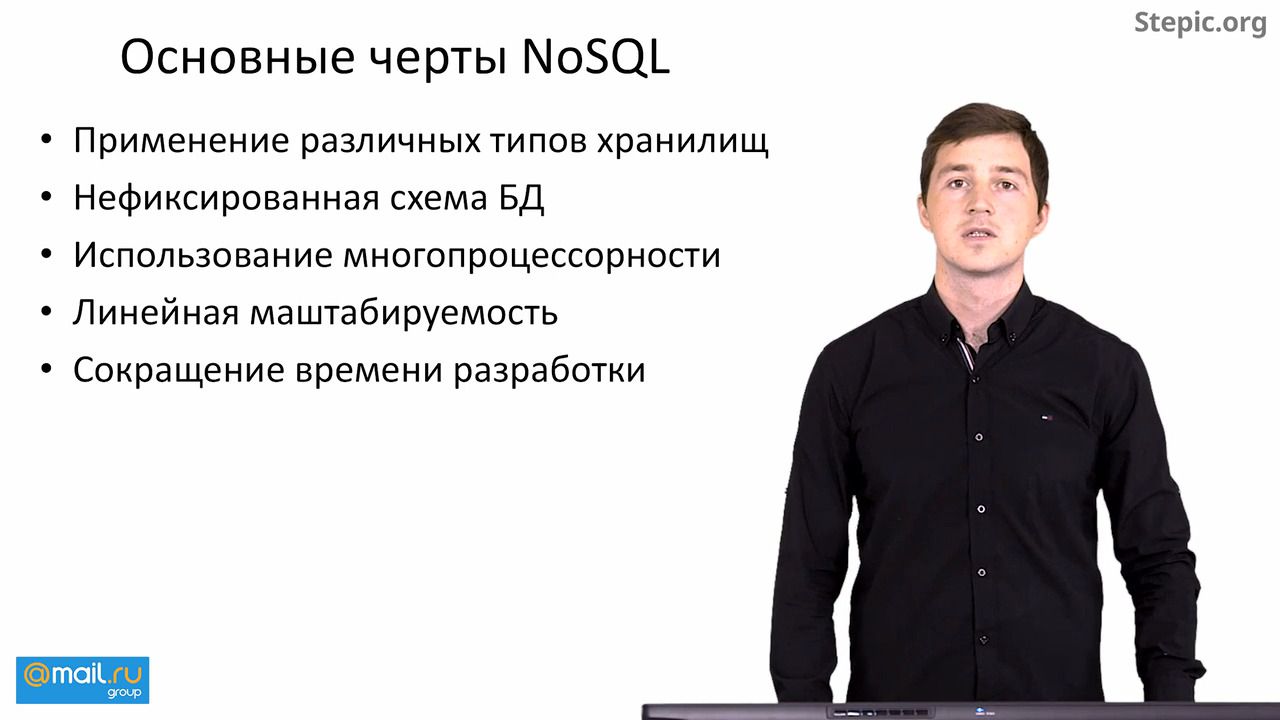 Stepic.org
Основные черты NoSQL
• Применение различных типов хранилищ
• Нефиксированная схема БД
• Использование многопроцессорности
• Линейная маштабируемость
• Сокращение времени разработки
@mail.ru
group